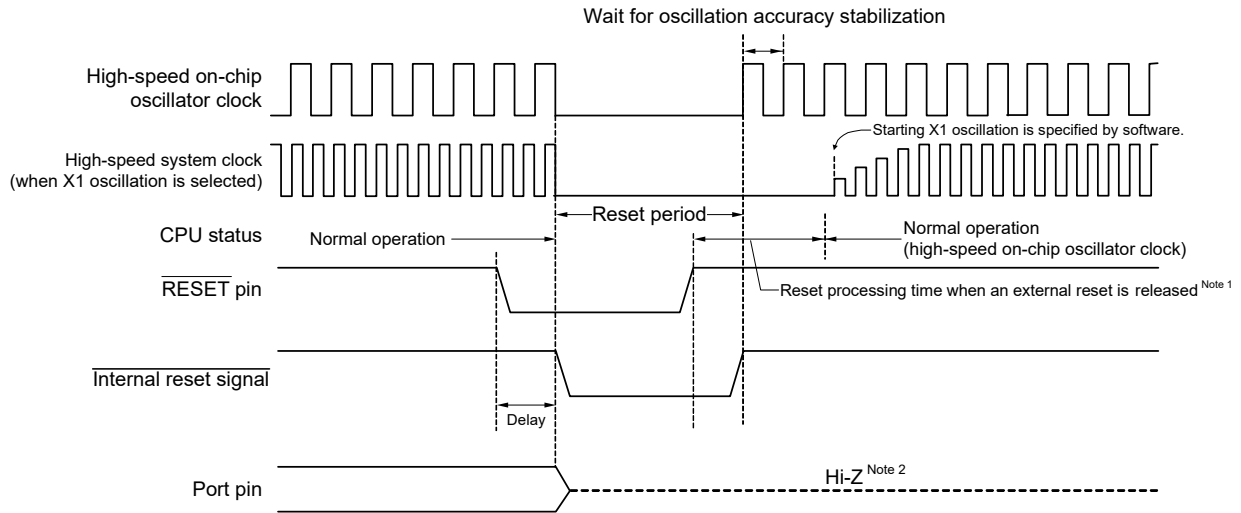 Wait for oscillation accuracy stabilization
High-speed on-chip
oscillator clock
Starting X1 oscillation is specified by software.
High-speed system clock
(when X1 oscillation is selected)
Reset period
CPU status
Normal operation
Normal operation
(high-speed on-chip oscillator clock)
RESET pin
Reset processing time when an external reset is released Note 1
Internal reset signal
Delay
Port pin
Hi-Z Note 2